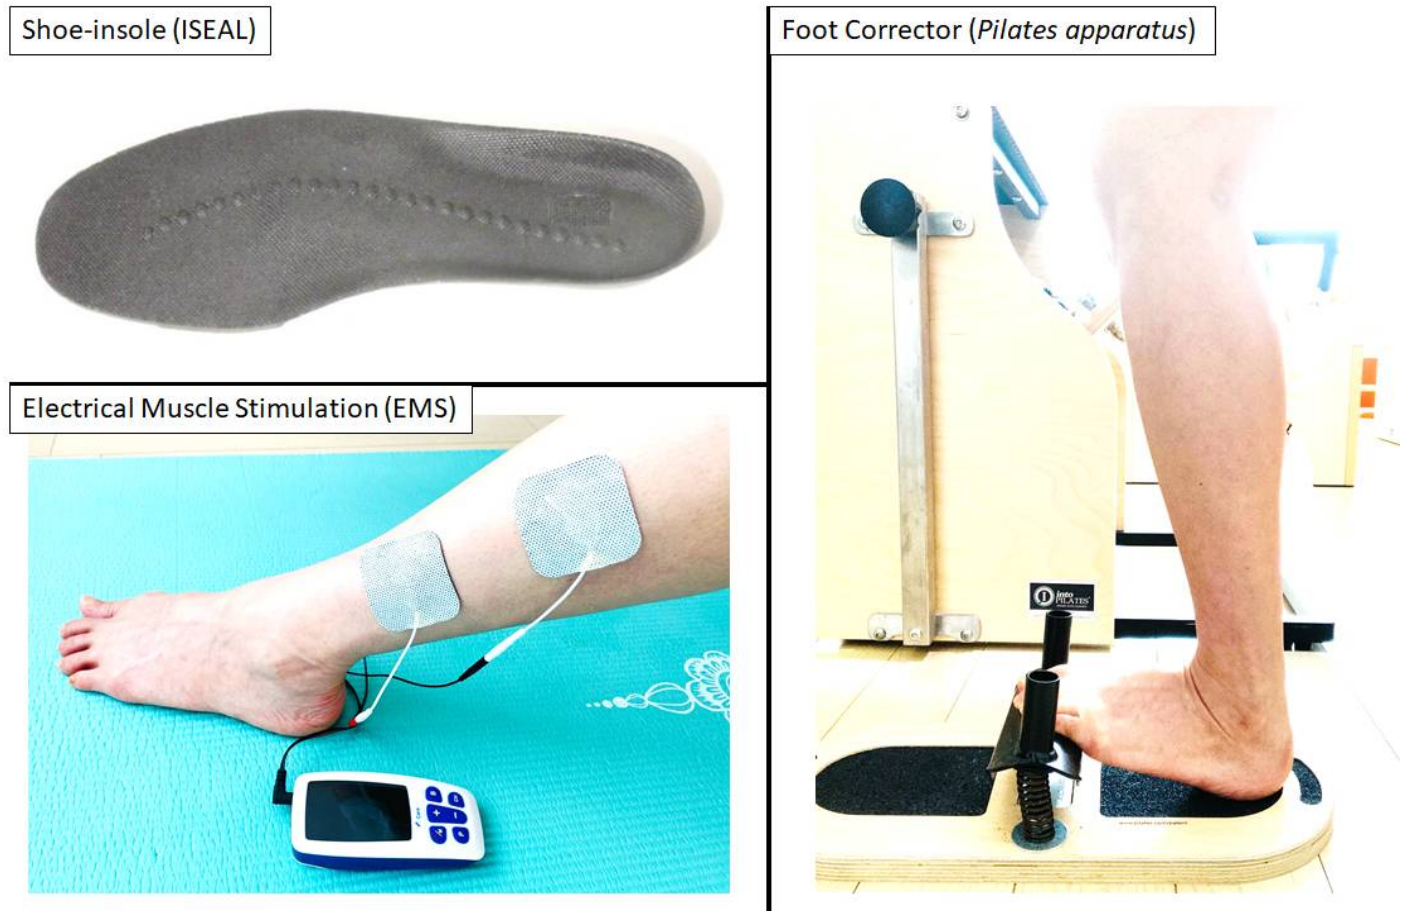 Shoe-insole (ISEAL)
Foot Corrector (Pilates apparatus)
Electrical Muscle Stimulation (EMS)
into
PILATES